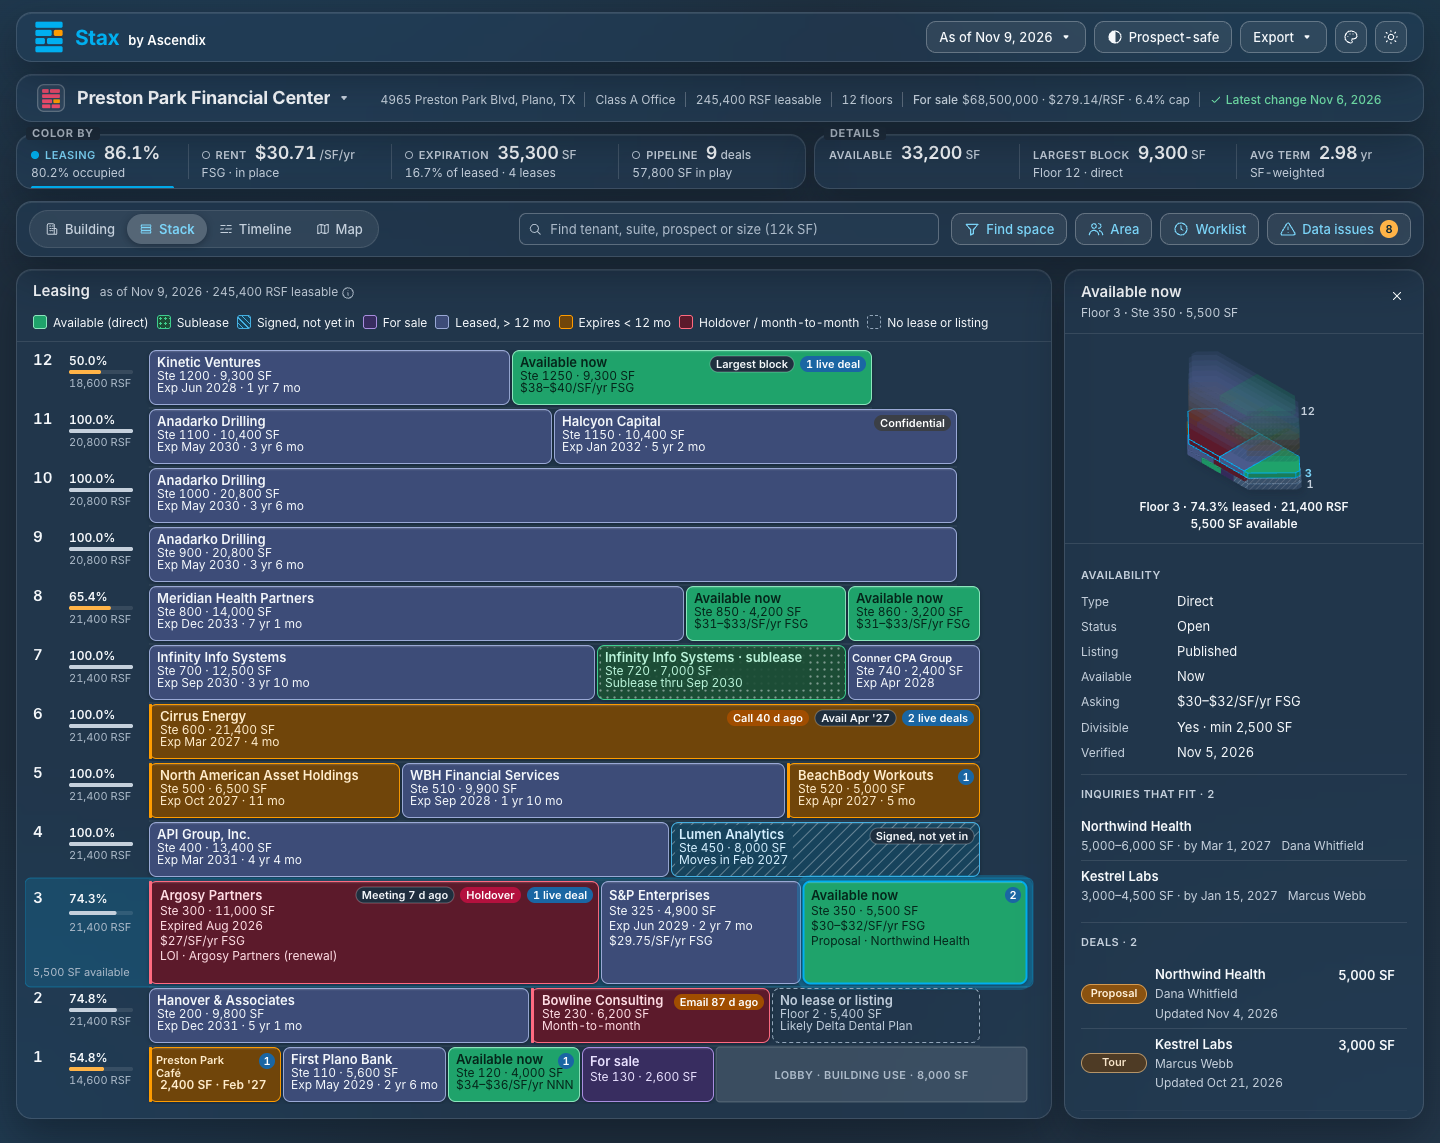 Stax by Ascendix
As of Nov 9, 2026
Prospect-safe
Export
Preston Park Financial Center
4965 Preston Park Blvd, Plano, TX
Class A Office
245,400 RSF leasable
12 floors
For sale $68,500,000 · $279.14/RSF · 6.4% cap
✓ Latest change Nov 6, 2026
COLOR BY
LEASING 86.1%
80.2% occupied
RENT $30.71 /SF/yr
FSG · in place
EXPIRATION 35,300 SF
16.7% of leased · 4 leases
PIPELINE 9 deals
57,800 SF in play
DETAILS
AVAILABLE 33,200 SF
LARGEST BLOCK 9,300 SF
Floor 12 · direct
AVG TERM 2.98 yr
SF-weighted
Building
Stack
Timeline
Map
Find tenant, suite, prospect or size (12k SF)
Find space
Area
Worklist
Data issues 8
Leasing as of Nov 9, 2026 · 245,400 RSF leasable
Available (direct)
Sublease
Signed, not yet in
For sale
Leased, > 12 mo
Expires < 12 mo
Holdover / month-to-month
No lease or listing
12
50.0%
18,600 RSF
Kinetic Ventures
Ste 1200 · 9,300 SF
Exp Jun 2028 · 1 yr 7 mo
Available now
Largest block
1 live deal
Ste 1250 · 9,300 SF
$38–$40/SF/yr FSG
11
100.0%
20,800 RSF
Anadarko Drilling
Ste 1100 · 10,400 SF
Exp May 2030 · 3 yr 6 mo
Halcyon Capital
Confidential
Ste 1150 · 10,400 SF
Exp Jan 2032 · 5 yr 2 mo
10
100.0%
20,800 RSF
Anadarko Drilling
Ste 1000 · 20,800 SF
Exp May 2030 · 3 yr 6 mo
9
100.0%
20,800 RSF
Anadarko Drilling
Ste 900 · 20,800 SF
Exp May 2030 · 3 yr 6 mo
8
65.4%
21,400 RSF
Meridian Health Partners
Ste 800 · 14,000 SF
Exp Dec 2033 · 7 yr 1 mo
Available now
Ste 850 · 4,200 SF
$31–$33/SF/yr FSG
Available now
Ste 860 · 3,200 SF
$31–$33/SF/yr FSG
7
100.0%
21,400 RSF
Infinity Info Systems
Ste 700 · 12,500 SF
Exp Sep 2030 · 3 yr 10 mo
Infinity Info Systems · sublease
Ste 720 · 7,000 SF
Sublease thru Sep 2030
Conner CPA Group
Ste 740 · 2,400 SF
Exp Apr 2028
6
100.0%
21,400 RSF
Cirrus Energy
Call 40 d ago
Avail Apr '27
2 live deals
Ste 600 · 21,400 SF
Exp Mar 2027 · 4 mo
5
100.0%
21,400 RSF
North American Asset Holdings
Ste 500 · 6,500 SF
Exp Oct 2027 · 11 mo
WBH Financial Services
Ste 510 · 9,900 SF
Exp Sep 2028 · 1 yr 10 mo
BeachBody Workouts
1
Ste 520 · 5,000 SF
Exp Apr 2027 · 5 mo
4
100.0%
21,400 RSF
API Group, Inc.
Ste 400 · 13,400 SF
Exp Mar 2031 · 4 yr 4 mo
Lumen Analytics
Signed, not yet in
Ste 450 · 8,000 SF
Moves in Feb 2027
3
74.3%
21,400 RSF
5,500 SF available
Argosy Partners
Meeting 7 d ago
Holdover
1 live deal
Ste 300 · 11,000 SF
Expired Aug 2026
$27/SF/yr FSG
LOI · Argosy Partners (renewal)
S&P Enterprises
Ste 325 · 4,900 SF
Exp Jun 2029 · 2 yr 7 mo
$29.75/SF/yr FSG
Available now
2
Ste 350 · 5,500 SF
$30–$32/SF/yr FSG
Proposal · Northwind Health
2
74.8%
21,400 RSF
Hanover & Associates
Ste 200 · 9,800 SF
Exp Dec 2031 · 5 yr 1 mo
Bowline Consulting
Email 87 d ago
Ste 230 · 6,200 SF
Month-to-month
No lease or listing
Floor 2 · 5,400 SF
Likely Delta Dental Plan
1
54.8%
14,600 RSF
Preston Park
Café
1
2,400 SF · Feb '27
First Plano Bank
Ste 110 · 5,600 SF
Exp May 2029 · 2 yr 6 mo
Available now
1
Ste 120 · 4,000 SF
$34–$36/SF/yr NNN
For sale
Ste 130 · 2,600 SF
LOBBY · BUILDING USE · 8,000 SF
Available now
Floor 3 · Ste 350 · 5,500 SF
12
3
1
Floor 3 · 74.3% leased · 21,400 RSF
5,500 SF available
AVAILABILITY
Type Direct
Status Open
Listing Published
Available Now
Asking $30–$32/SF/yr FSG
Divisible Yes · min 2,500 SF
Verified Nov 5, 2026
INQUIRIES THAT FIT · 2
Northwind Health
5,000–6,000 SF · by Mar 1, 2027 Dana Whitfield
Kestrel Labs
3,000–4,500 SF · by Jan 15, 2027 Marcus Webb
DEALS · 2
Proposal
Northwind Health 5,000 SF
Dana Whitfield
Updated Nov 4, 2026
Tour
Kestrel Labs 3,000 SF
Marcus Webb
Updated Oct 21, 2026